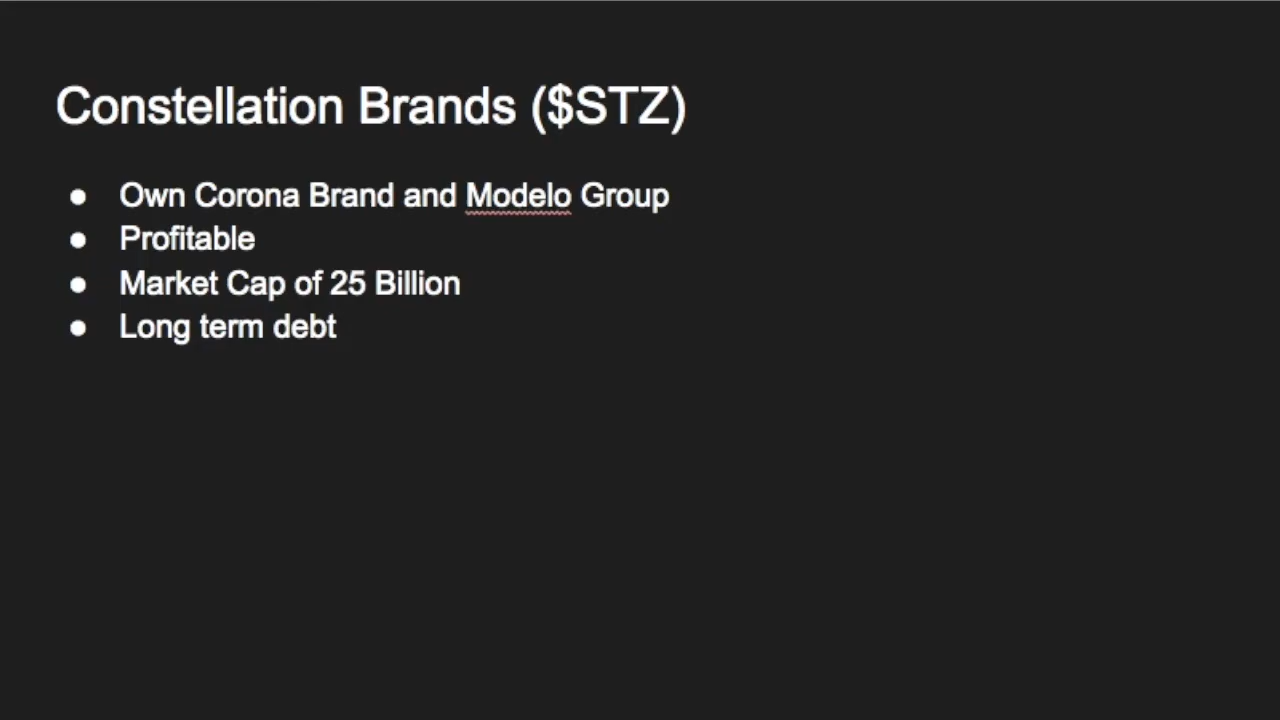 Constellation Brands ($STZ)
● Own Corona Brand and Modelo Group
● Profitable
● Market Cap of 25 Billion
● Long term debt